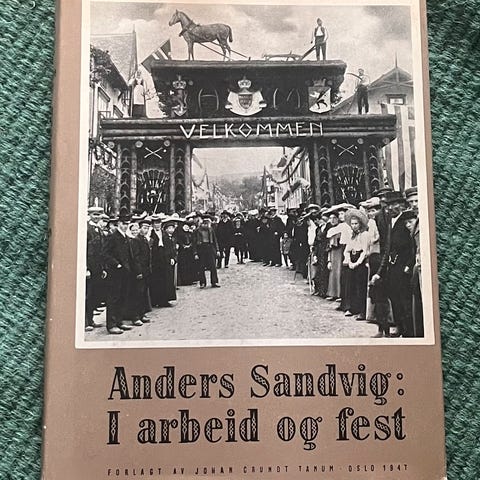 H M
VELKOMMEN
Anders Sandvig:
I arbeid og fest
FORLAGT AV JOHAN GRUNDT TANUM · OSLO 1947